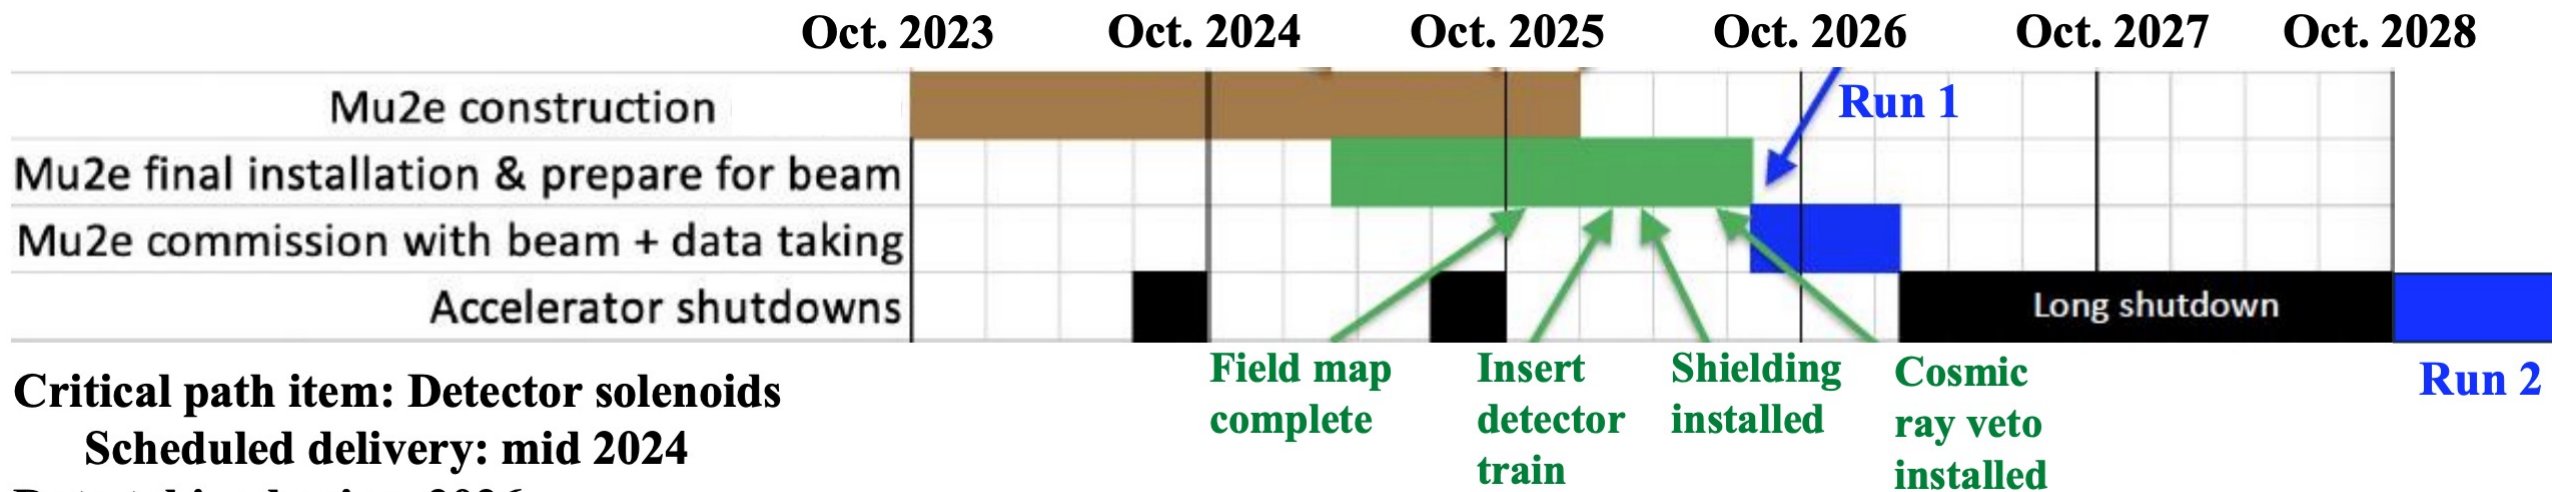 Oct. 2023 Oct. 2024 Oct. 2025 Oct. 2026 Oct. 2027 Oct. 2028
Mu2e construction
Run 1
Mu2e final installation & prepare for beam
Mu2e commission with beam + data taking
Accelerator shutdowns
Long shutdown
Run 2
Field map
complete
Insert
detector
train
Shielding
installed
Cosmic
ray veto
installed
Critical path item: Detector solenoids
Scheduled delivery: mid 2024